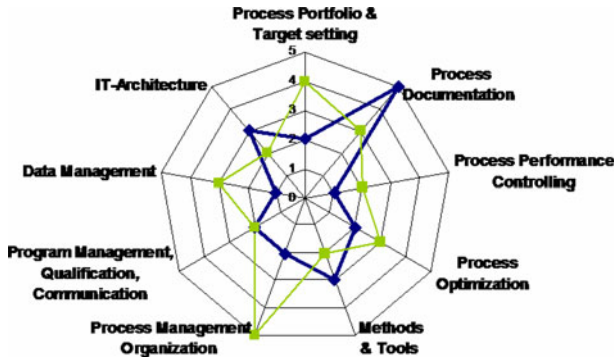 Process Portfolio &
Target setting
5
4
3
2
1
0
Process
Documentation
Process Performance
Controlling
Process
Optimization
Methods
& Tools
Process Management
Organization
Program Management,
Qualification,
Communication
Data Management
IT-Architecture